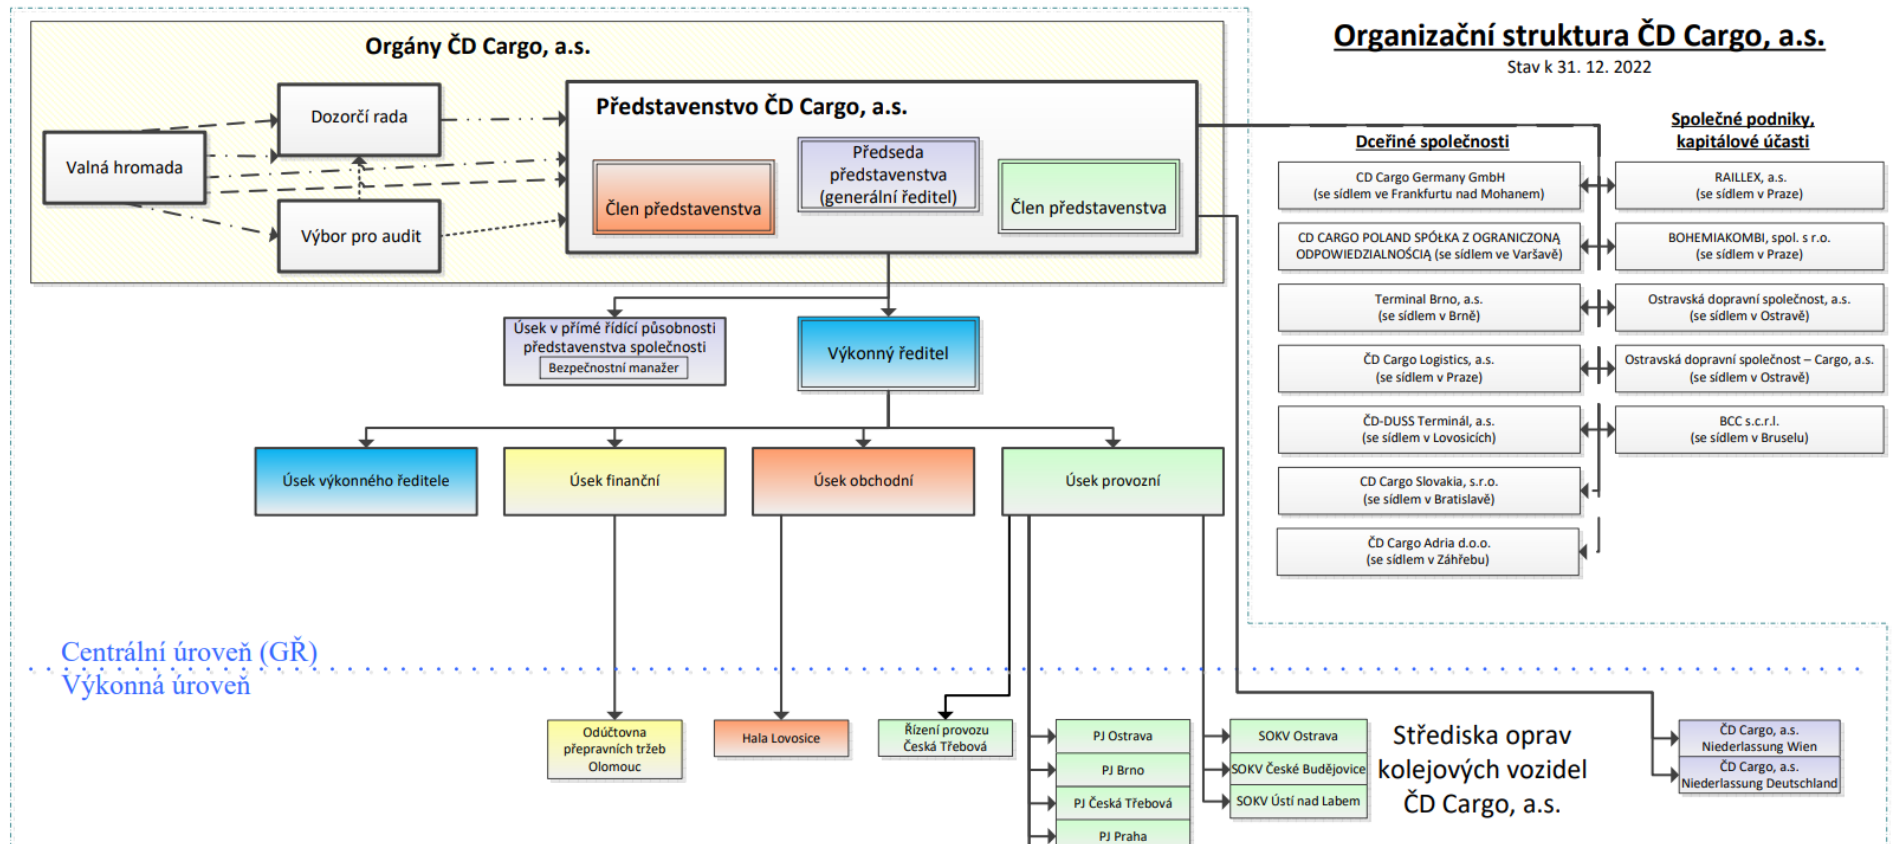 Orgány ČD Cargo, a.s.
Valná hromada
Dozorčí rada
Výbor pro audit
Představenstvo ČD Cargo, a.s.
Člen představenstva
Předseda
představenstva
(generální ředitel)
Člen představenstva
Organizační struktura ČD Cargo, a.s.
Stav k 31. 12. 2022
Dceřiné společnosti
CD Cargo Germany GmbH
(se sídlem ve Frankfurtu nad Mohanem)
CD CARGO POLAND SPÓŁKA Z OGRANICZONĄ
ODPOWIEDZIALNOŚCIĄ (se sídlem ve Varšavě)
Terminal Brno, a.s.
(se sídlem v Brně)
ČD Cargo Logistics, a.s.
(se sídlem v Praze)
ČD-DUSS Terminál, a.s.
(se sídlem v Lovosicích)
CD Cargo Slovakia, s.r.o.
(se sídlem v Bratislavě)
ČD Cargo Adria d.o.o.
(se sídlem v Záhřebu)
Společné podniky,
kapitálové účasti
RAILLEX, a.s.
(se sídlem v Praze)
BOHEMIAKOMBI, spol. s r.o.
(se sídlem v Praze)
Ostravská dopravní společnost, a.s.
(se sídlem v Ostravě)
Ostravská dopravní společnost – Cargo, a.s.
(se sídlem v Ostravě)
BCC s.c.r.l.
(se sídlem v Bruselu)
Úsek v přímé řídící působnosti
představenstva společnosti
Bezpečnostní manažer
Výkonný ředitel
Úsek výkonného ředitele
Úsek finanční
Úsek obchodní
Úsek provozní
Centrální úroveň (GŘ)
Výkonná úroveň
Odúčtovna
přepravních tržeb
Olomouc
Hala Lovosice
Řízení provozu
Česká Třebová
PJ Ostrava
PJ Brno
PJ Česká Třebová
PJ Praha
SOKV Ostrava
SOKV České Budějovice
SOKV Ústí nad Labem
Střediska oprav
kolejových vozidel
ČD Cargo, a.s.
ČD Cargo, a.s.
Niederlassung Wien
ČD Cargo, a.s.
Niederlassung Deutschland